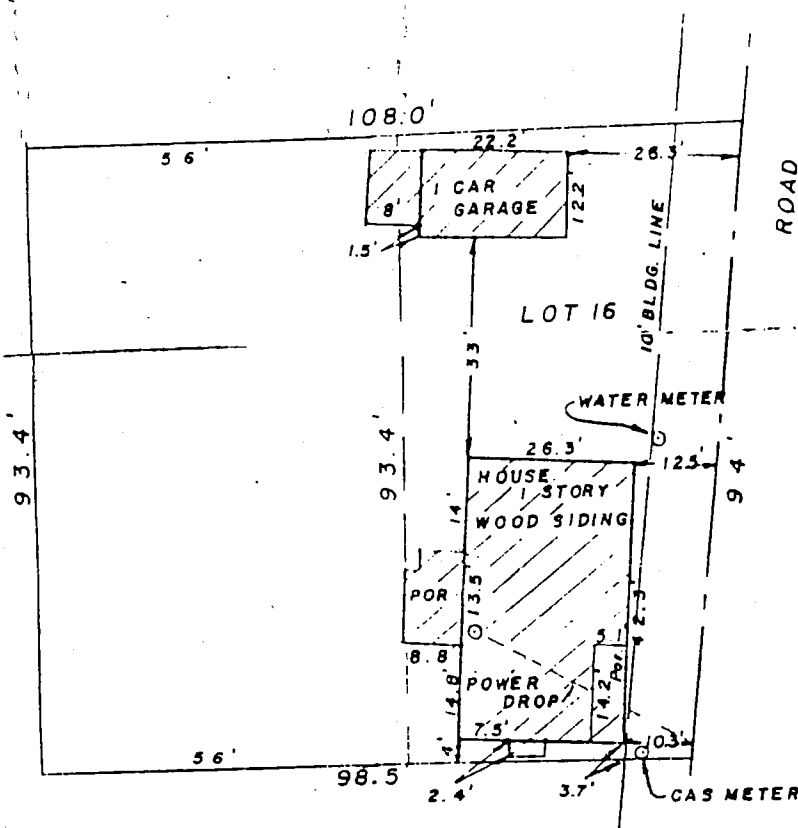 108.0'
56'
22.2'
26.3'
ROAD
1 CAR
GARAGE
8'
12.2'
1.5'
10' BLDG. LINE
LOT 16
33'
WATER METER
93.4'
93.4'
26.3'
12.5'
94'
HOUSE
1 STORY
WOOD SIDING
14'
POR
13.5
42.3
8.8'
5.1
14.8'
POWER
DROP
14.2'
Por.
7.5'
4'
10.3'
56'
98.5
2.4'
3.7'
GAS METER